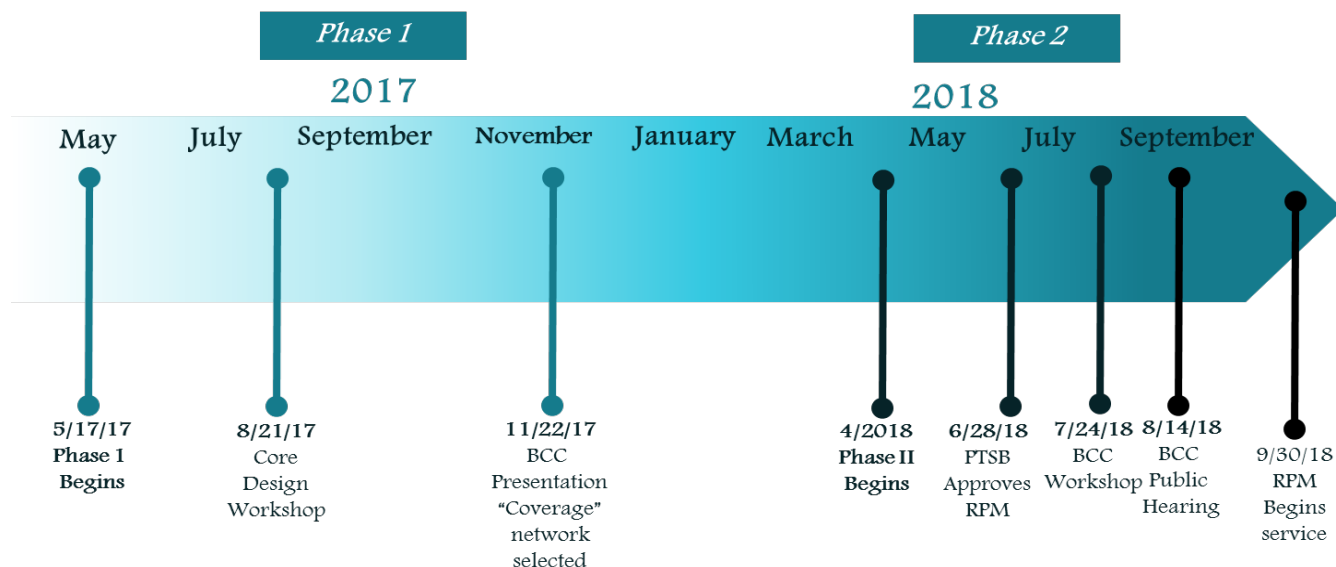 Phase 1
Phase 2
2017
2018
May
July
September
November
January
March
May
July
September
5/17/17
Phase 1
Begins
8/21/17
Core
Design
Workshop
11/22/17
BCC
Presentation
“Coverage”
network
selected
4/2018
Phase II
Begins
6/28/18
PTSB
Approves
RPM
7/24/18
BCC
Workshop
8/14/18
BCC
Public
Hearing
9/30/18
RPM
Begins
service